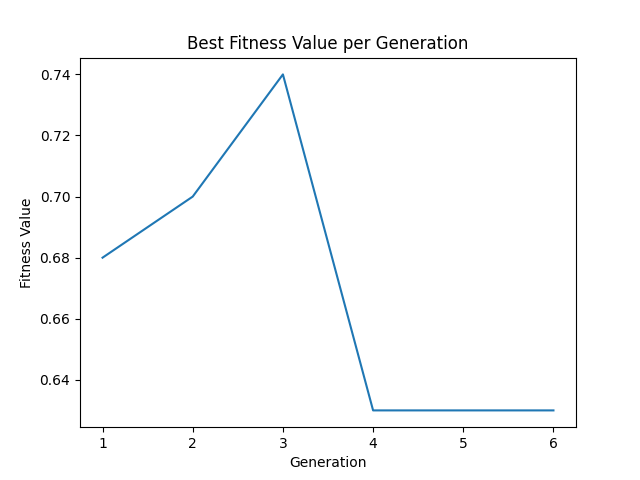 Best Fitness Value per Generation
0.74
0.72
0.70
0.68
0.66
0.64
Fitness Value
1 2 3 4 5 6
Generation